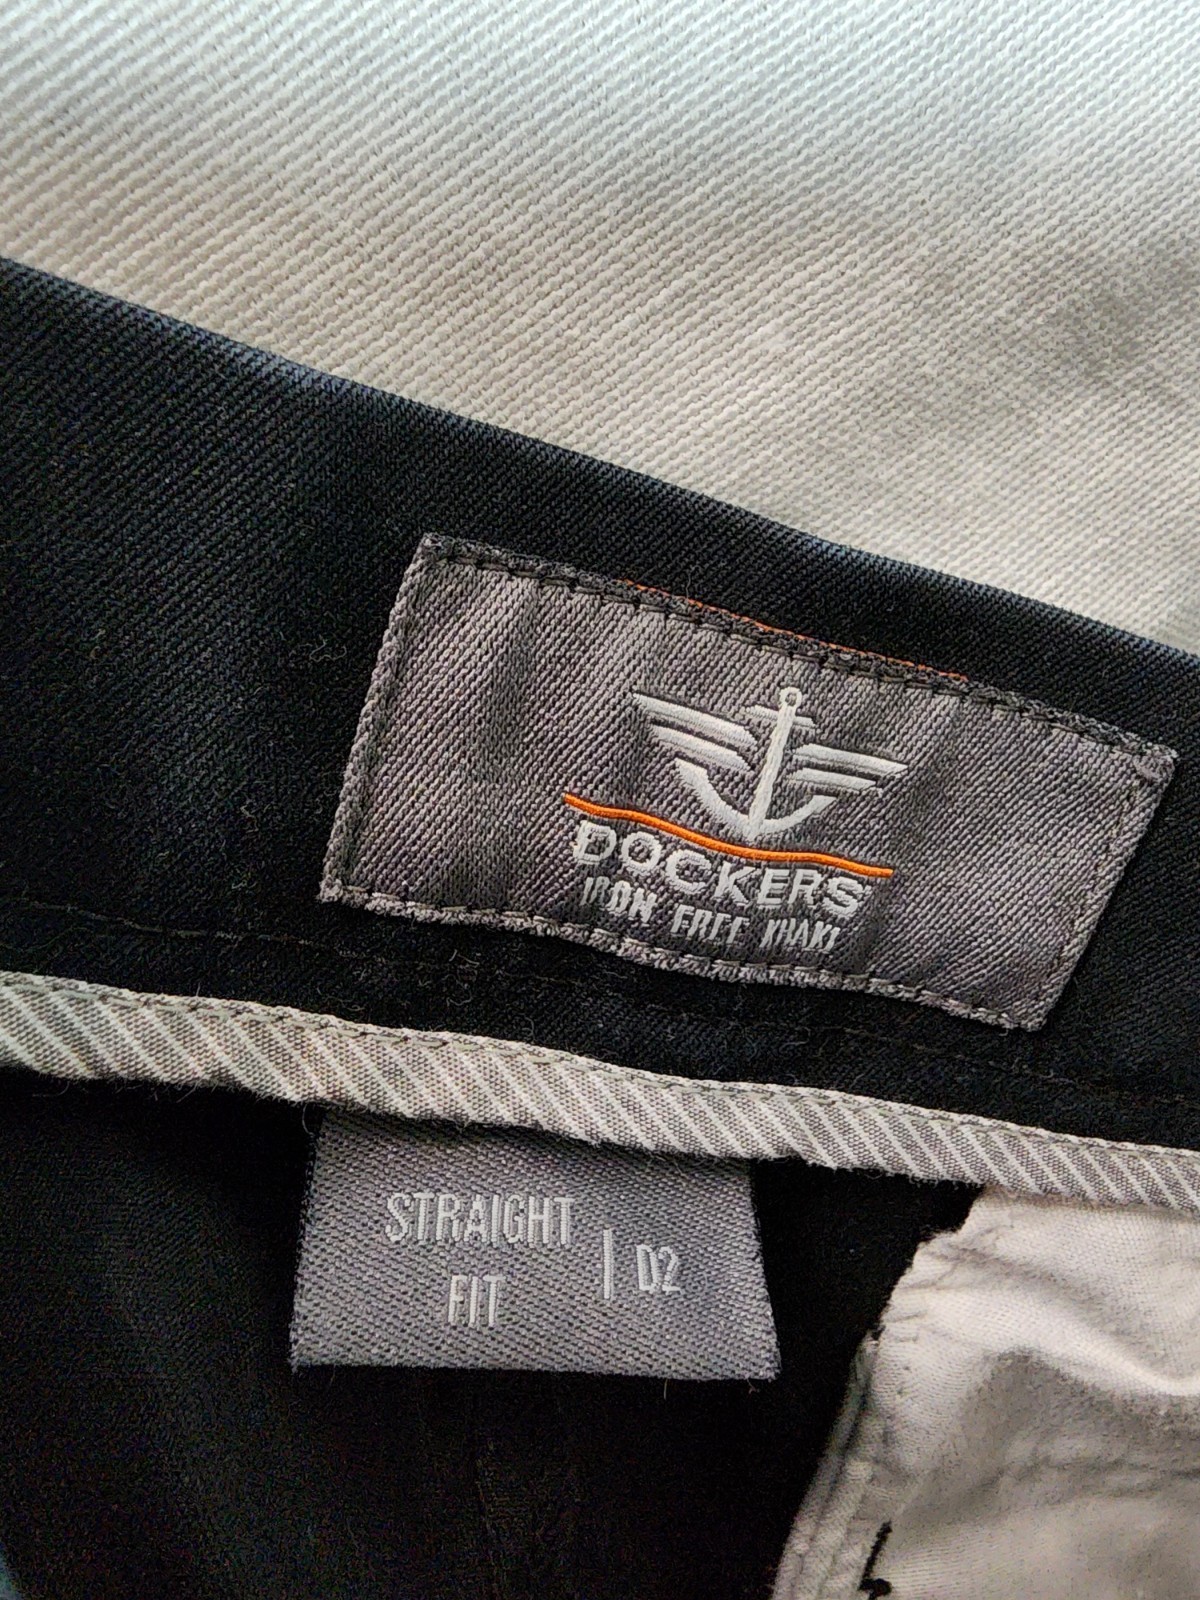 DOCKERS
IRON FREE KHAKI
STRAIGHT
FIT | D2